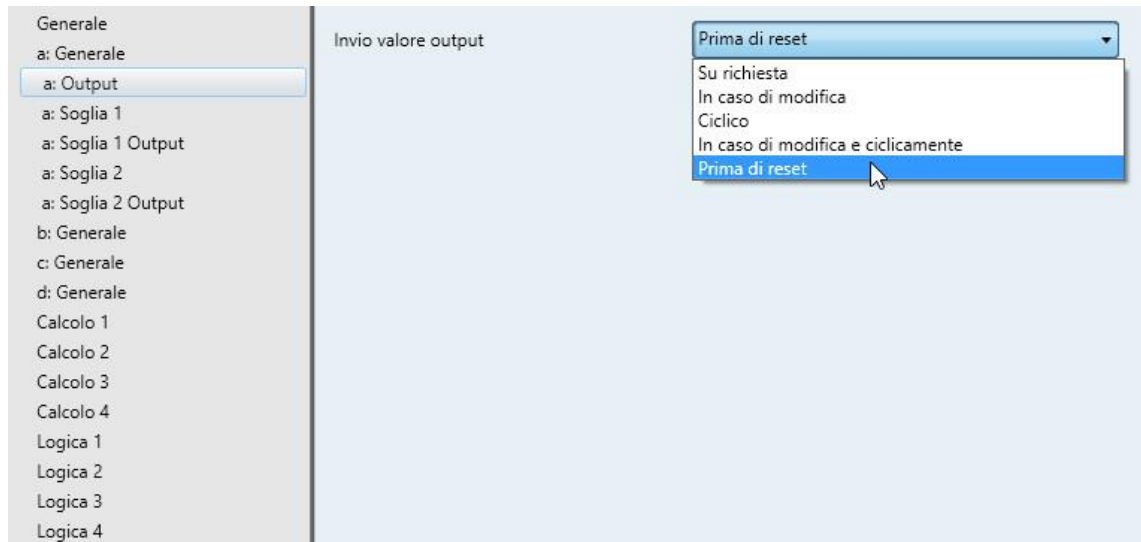 Generale
a: Generale
a: Output
a: Soglia 1
a: Soglia 1 Output
a: Soglia 2
a: Soglia 2 Output
b: Generale
c: Generale
d: Generale
Calcolo 1
Calcolo 2
Calcolo 3
Calcolo 4
Logica 1
Logica 2
Logica 3
Logica 4
Invio valore output
Prima di reset
Su richiesta
In caso di modifica
Ciclico
In caso di modifica e ciclicamente
Prima di reset